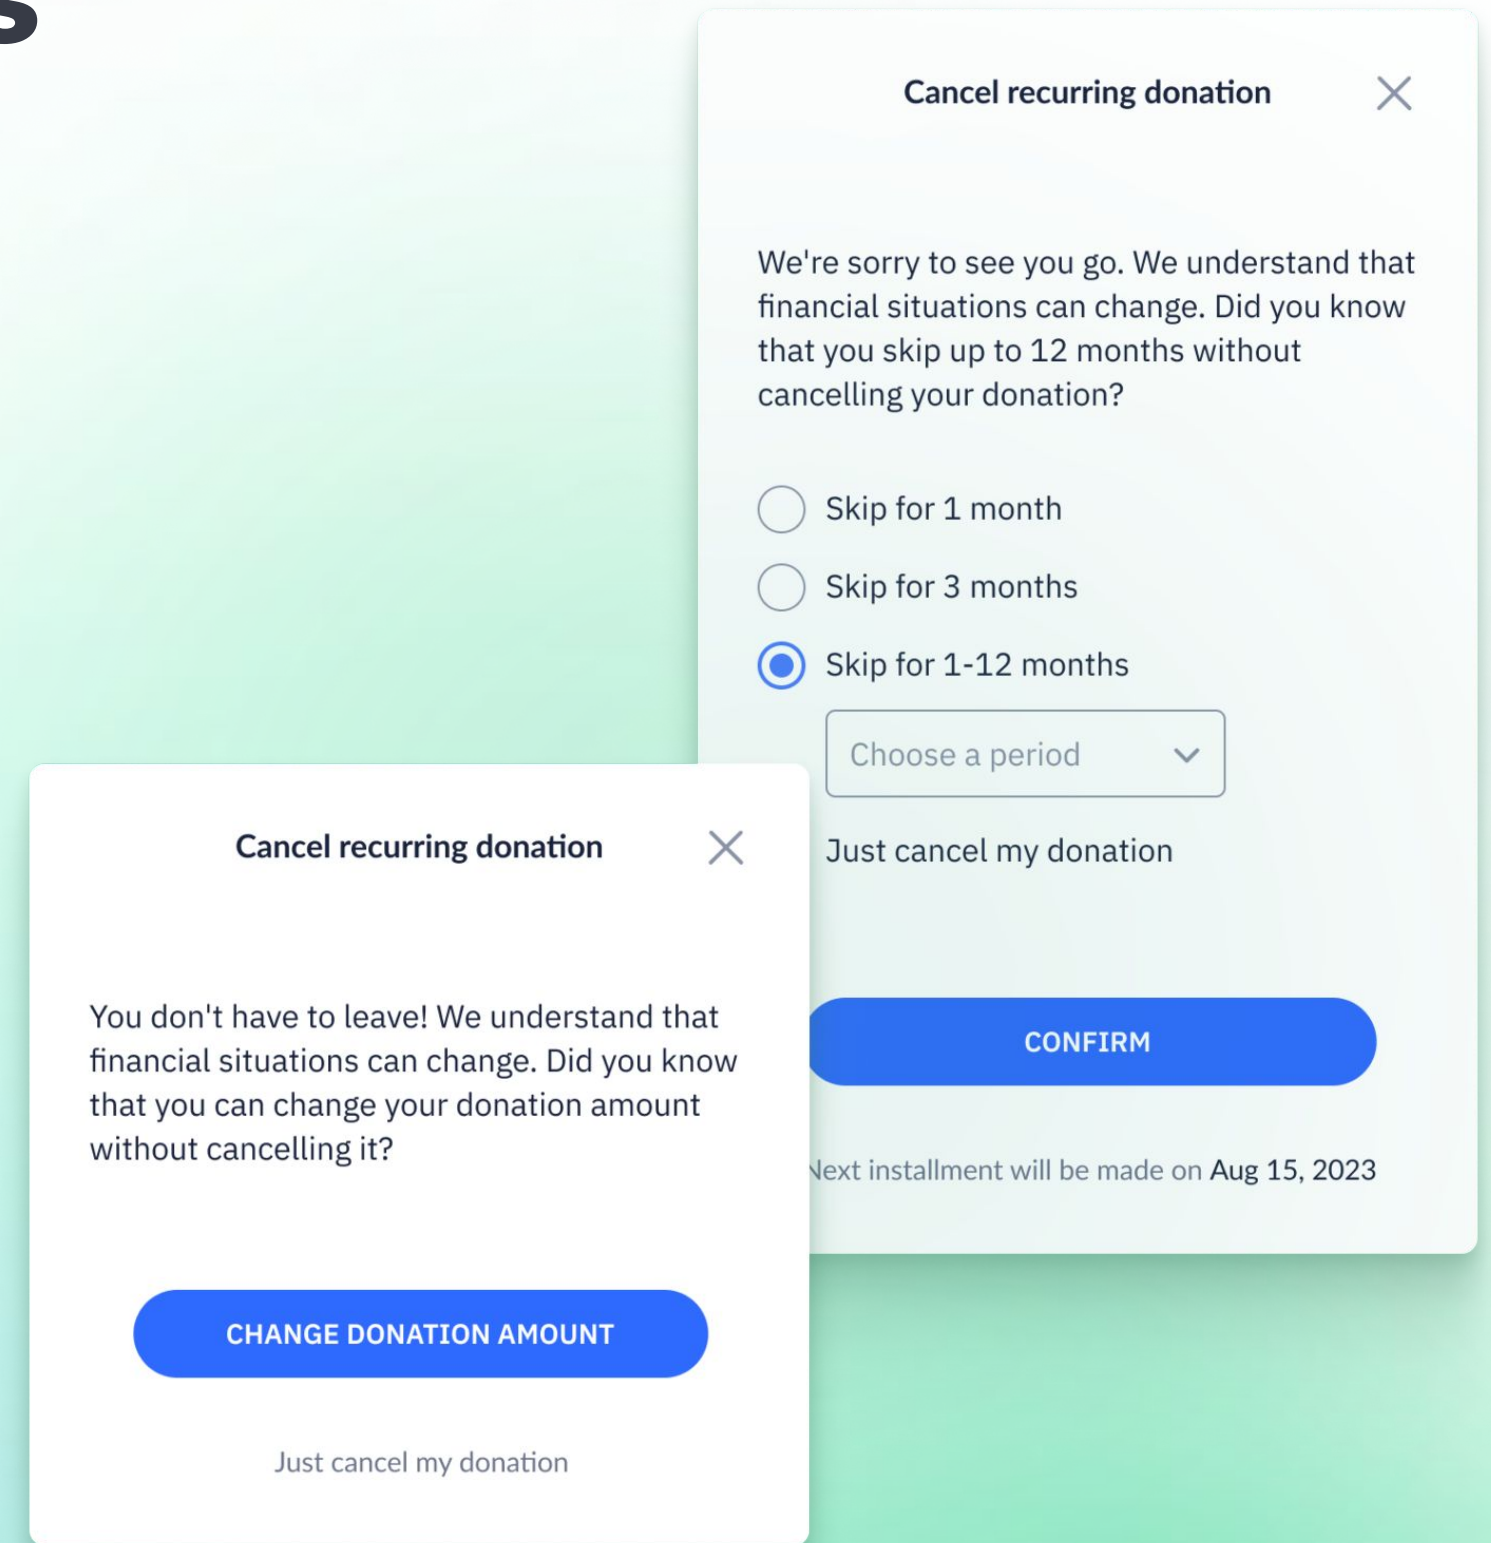 s
Cancel recurring donation
We're sorry to see you go. We understand that
financial situations can change. Did you know
that you skip up to 12 months without
cancelling your donation?
Skip for 1 month
Skip for 3 months
Skip for 1-12 months
Choose a period
Just cancel my donation
CONFIRM
Next installment will be made on Aug 15, 2023
Cancel recurring donation
You don't have to leave! We understand that
financial situations can change. Did you know
that you can change your donation amount
without cancelling it?
CHANGE DONATION AMOUNT
Just cancel my donation